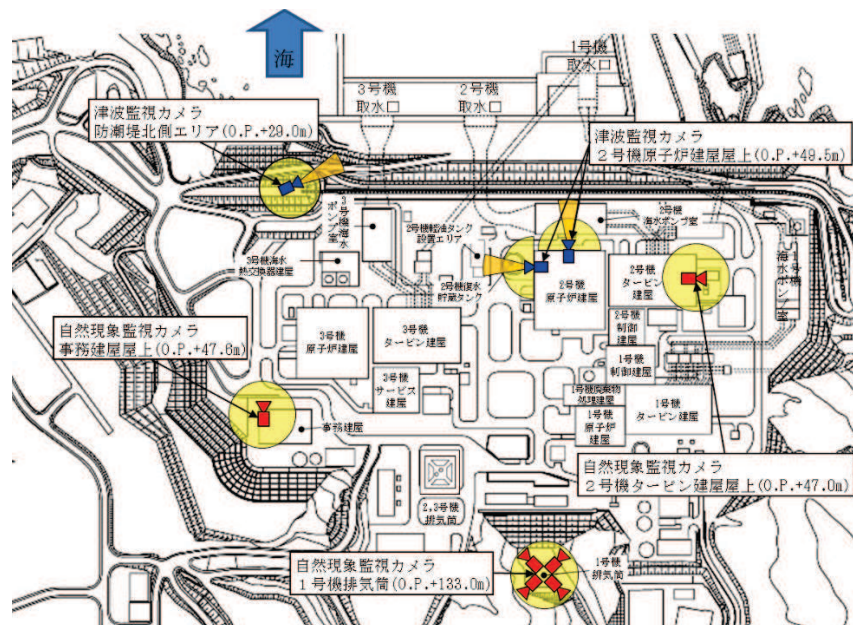 海
1号機
取水口
3号機
取水口
2号機
取水口
津波監視カメラ
防潮堤北側エリア(O.P.+29.0m)
津波監視カメラ
2号機原子炉建屋屋上(O.P.+49.5m)
3号機海水
ポンプ室
2号機軽油タンク
設置エリア
2号機
海水ポンプ室
1号機
海水ポンプ室
3号機海水
熱交換器建屋
2号機復水
貯蔵タンク
2号機
原子炉建屋
2号機
タービン
建屋
自然現象監視カメラ
事務建屋屋上(O.P.+47.6m)
3号機
原子炉建屋
3号機
タービン建屋
2号機
制御
建屋
1号機
制御建屋
3号機
サービス
建屋
1号機廃棄物
処理建屋
1号機
原子炉
建屋
1号機
タービン建屋
事務建屋
自然現象監視カメラ
2号機タービン建屋屋上(O.P.+47.0m)
2,3号機
排気筒
自然現象監視カメラ
1号機排気筒(O.P.+133.0m)
1号機
排気筒